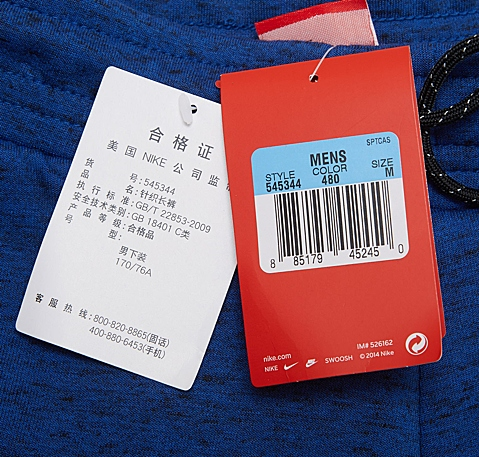 合格证
美国 NIKE 公司监制
货号:545344
品名:针织长裤
执行标准:GB/T 22853-2009
安全技术类别:GB 18401 C类
产品等级:合格品
号型:
男下装
170/76A
客服热线:800-820-8865(固话)
400-880-6453(手机)
SPTCAS
MENS
STYLE COLOR SIZE
545344 480 M
8 85179 45245 0
nike.com IM# 526162
NIKE SWOOSH © 2014 Nike